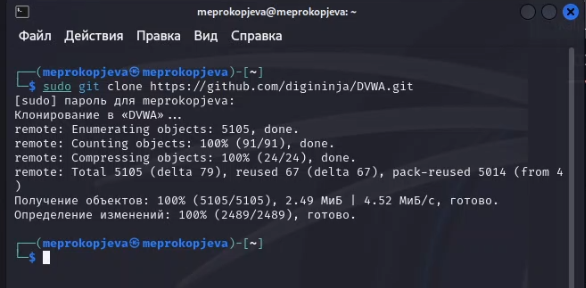 meprokopjeva@meprokopjeva: ~
Файл Действия Правка Вид Справка
┌──(meprokopjeva㉿meprokopjeva)-[~]
└─$ sudo git clone https://github.com/digininja/DVWA.git
[sudo] пароль для meprokopjeva:
Клонирование в «DVWA»...
remote: Enumerating objects: 5105, done.
remote: Counting objects: 100% (91/91), done.
remote: Compressing objects: 100% (24/24), done.
remote: Total 5105 (delta 79), reused 67 (delta 67), pack-reused 5014 (from 4
)
Получение объектов: 100% (5105/5105), 2.49 МиБ | 4.52 МиБ/с, готово.
Определение изменений: 100% (2489/2489), готово.
┌──(meprokopjeva㉿meprokopjeva)-[~]
└─$